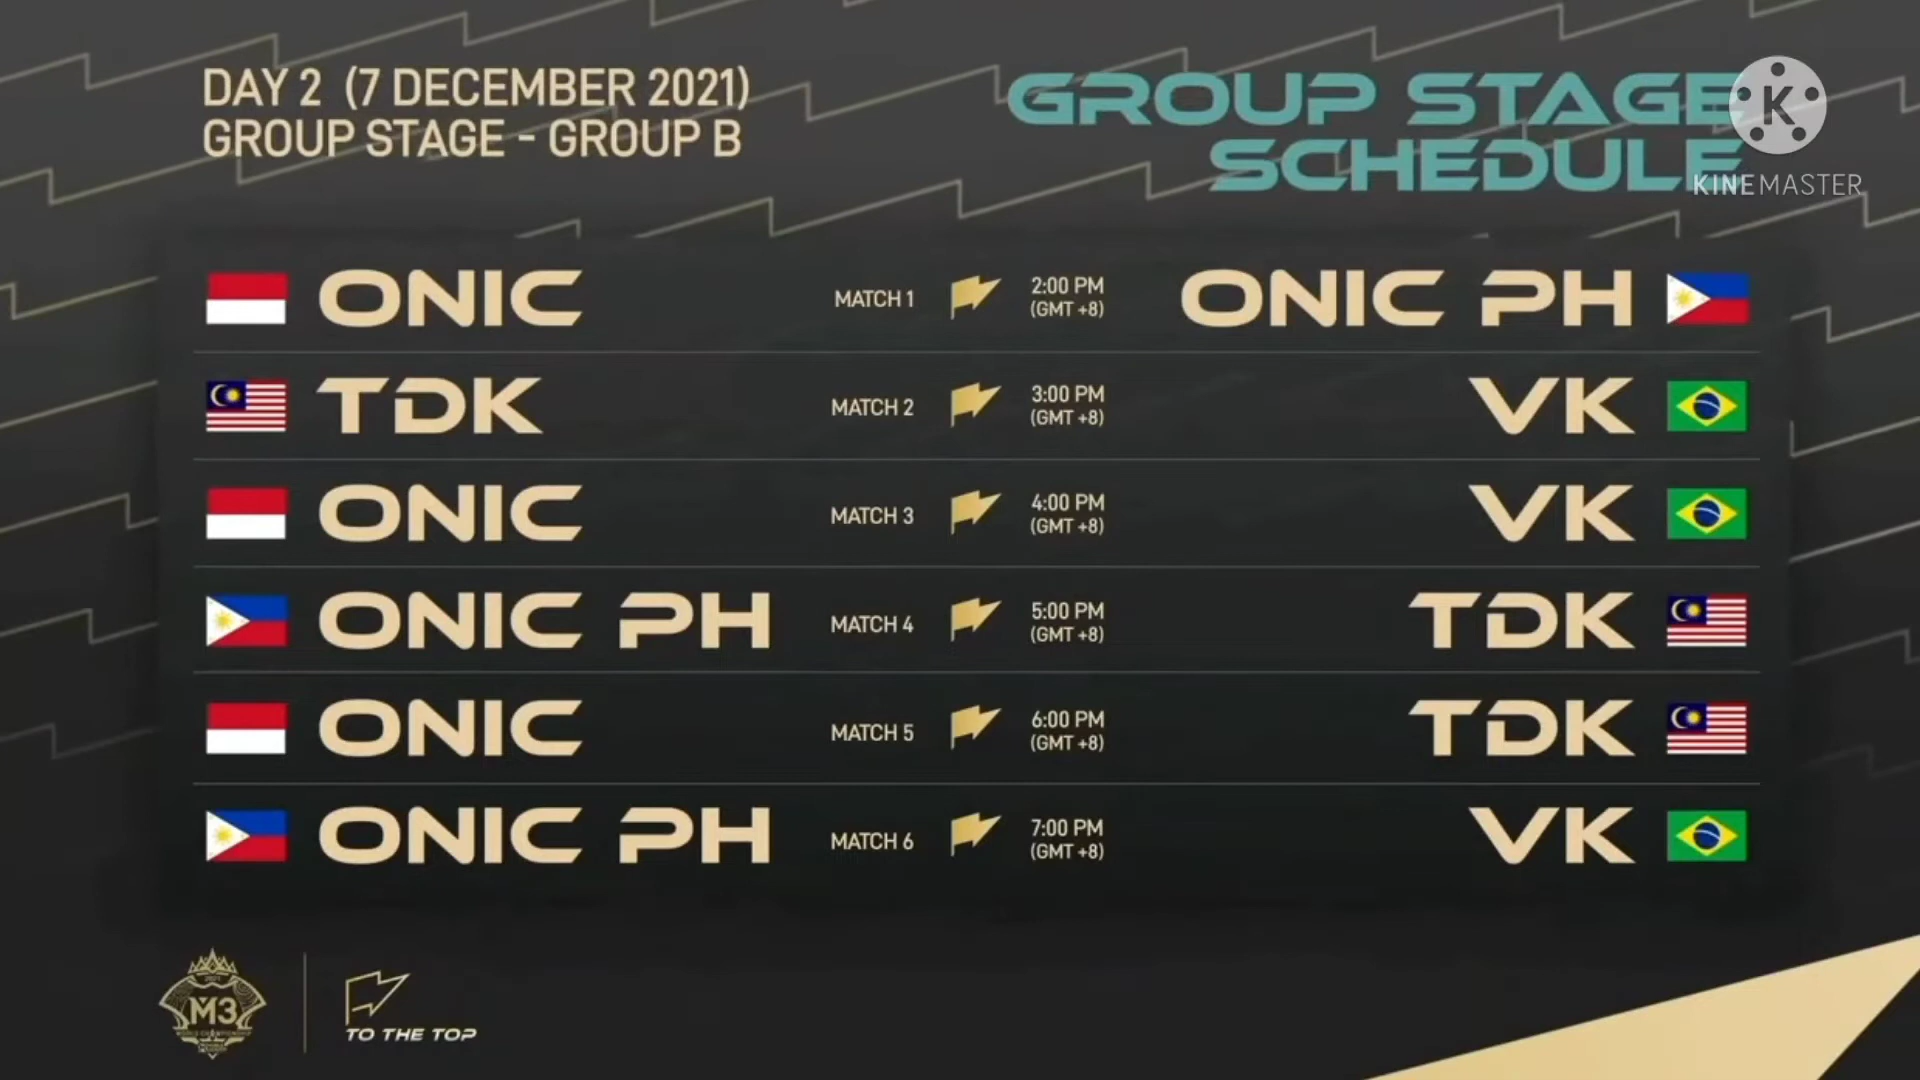 DAY 2 (7 DECEMBER 2021)
GROUP STAGE - GROUP B
GROUP STAGE
SCHEDULE
K
KINEMASTER
ONIC MATCH 1 2:00 PM (GMT +8) ONIC PH
TDK MATCH 2 3:00 PM (GMT +8) VK
ONIC MATCH 3 4:00 PM (GMT +8) VK
ONIC PH MATCH 4 5:00 PM (GMT +8) TDK
ONIC MATCH 5 6:00 PM (GMT +8) TDK
ONIC PH MATCH 6 7:00 PM (GMT +8) VK
M3
WORLD CHAMPIONSHIP
TO THE TOP